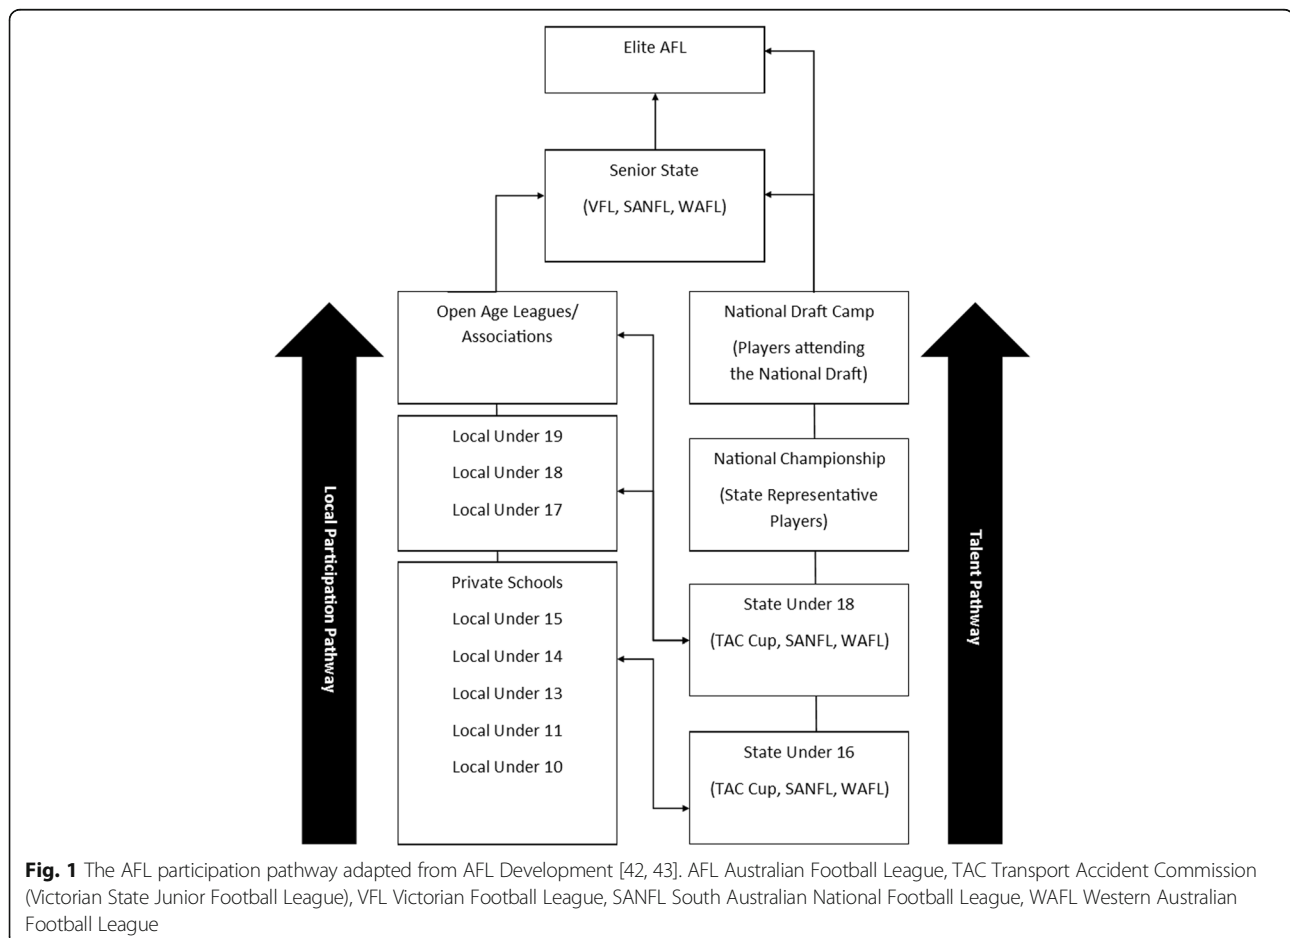 Elite AFL
Senior State
(VFL, SANFL, WAFL)
Open Age Leagues/
Associations
National Draft Camp
(Players attending
the National Draft)
Local Under 19
Local Under 18
Local Under 17
National Championship
(State Representative
Players)
Local Participation Pathway
Talent Pathway
Private Schools
Local Under 15
Local Under 14
Local Under 13
Local Under 11
Local Under 10
State Under 18
(TAC Cup, SANFL, WAFL)
State Under 16
(TAC Cup, SANFL, WAFL)
Fig. 1 The AFL participation pathway adapted from AFL Development [42, 43]. AFL Australian Football League, TAC Transport Accident Commission
(Victorian State Junior Football League), VFL Victorian Football League, SANFL South Australian National Football League, WAFL Western Australian
Football League